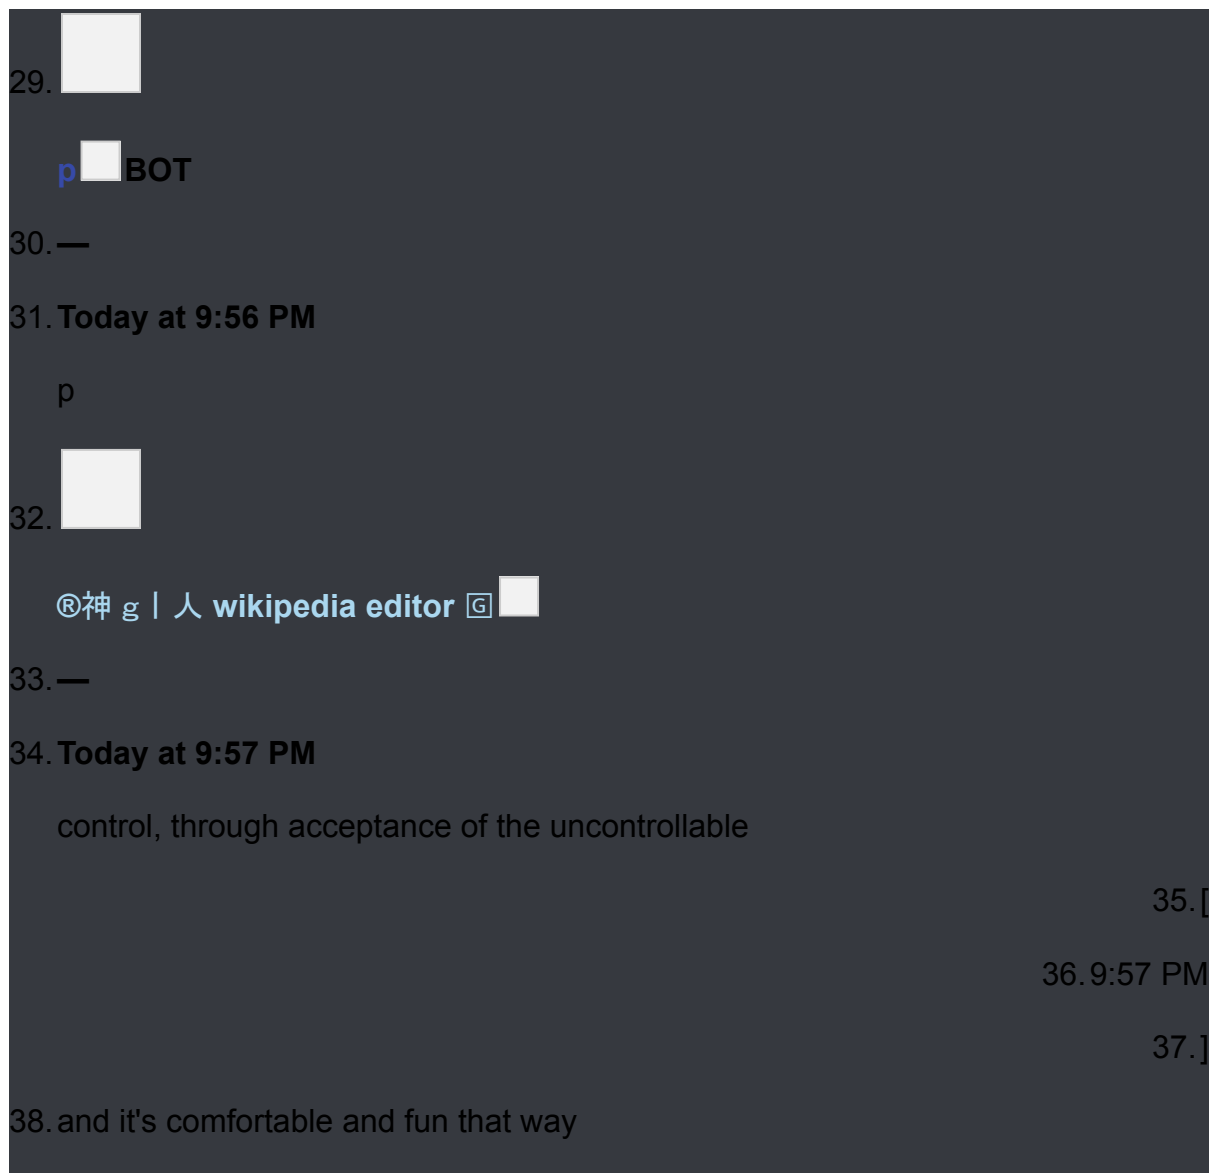 29.
p BOT
30. —
31. Today at 9:56 PM
p
32.
®神 g丨人 wikipedia editor 🄶
33. —
34. Today at 9:57 PM
control, through acceptance of the uncontrollable
35. [
36. 9:57 PM
37. ]
38. and it's comfortable and fun that way